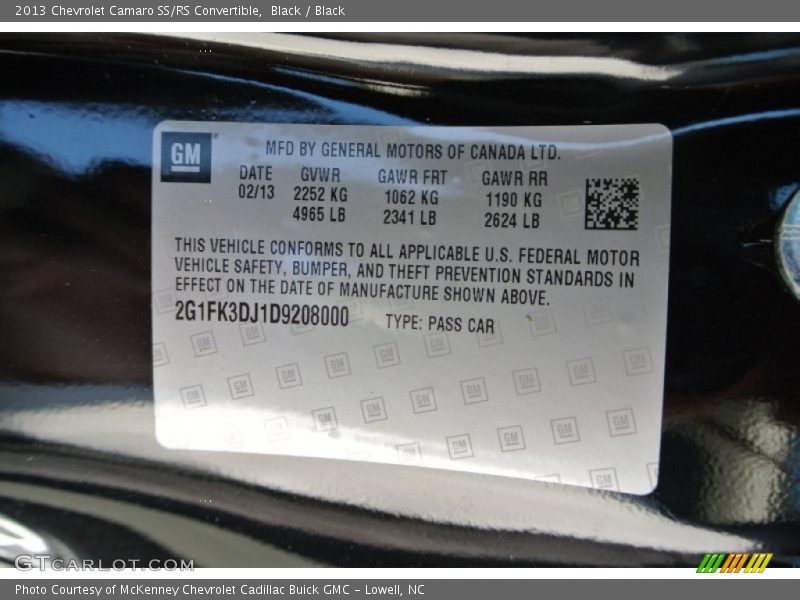 2013 Chevrolet Camaro SS/RS Convertible, Black / Black
GM
MFD BY GENERAL MOTORS OF CANADA LTD.
DATE GVWR GAWR FRT GAWR RR
02/13 2252 KG 1062 KG 1190 KG
4965 LB 2341 LB 2624 LB
THIS VEHICLE CONFORMS TO ALL APPLICABLE U.S. FEDERAL MOTOR
VEHICLE SAFETY, BUMPER, AND THEFT PREVENTION STANDARDS IN
EFFECT ON THE DATE OF MANUFACTURE SHOWN ABOVE.
2G1FK3DJ1D9208000 TYPE: PASS CAR
GTCARLOT.COM
Photo Courtesy of McKenney Chevrolet Cadillac Buick GMC - Lowell, NC